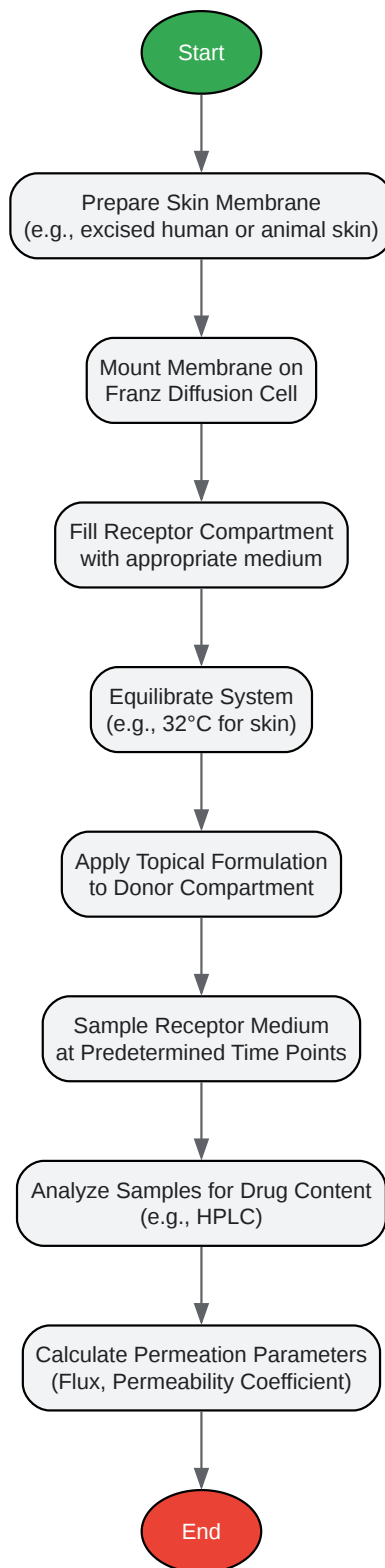 Start
Prepare Skin Membrane
(e.g., excised human or animal skin)
Mount Membrane on
Franz Diffusion Cell
Fill Receptor Compartment
with appropriate medium
Equilibrate System
(e.g., 32°C for skin)
Apply Topical Formulation
to Donor Compartment
Sample Receptor Medium
at Predetermined Time Points
Analyze Samples for Drug Content
(e.g., HPLC)
Calculate Permeation Parameters
(Flux, Permeability Coefficient)
End